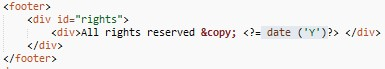 <footer>
<div id="rights">
<div>All rights reserved &copy; <?= date ('Y')?> </div>
</div>
</footer>